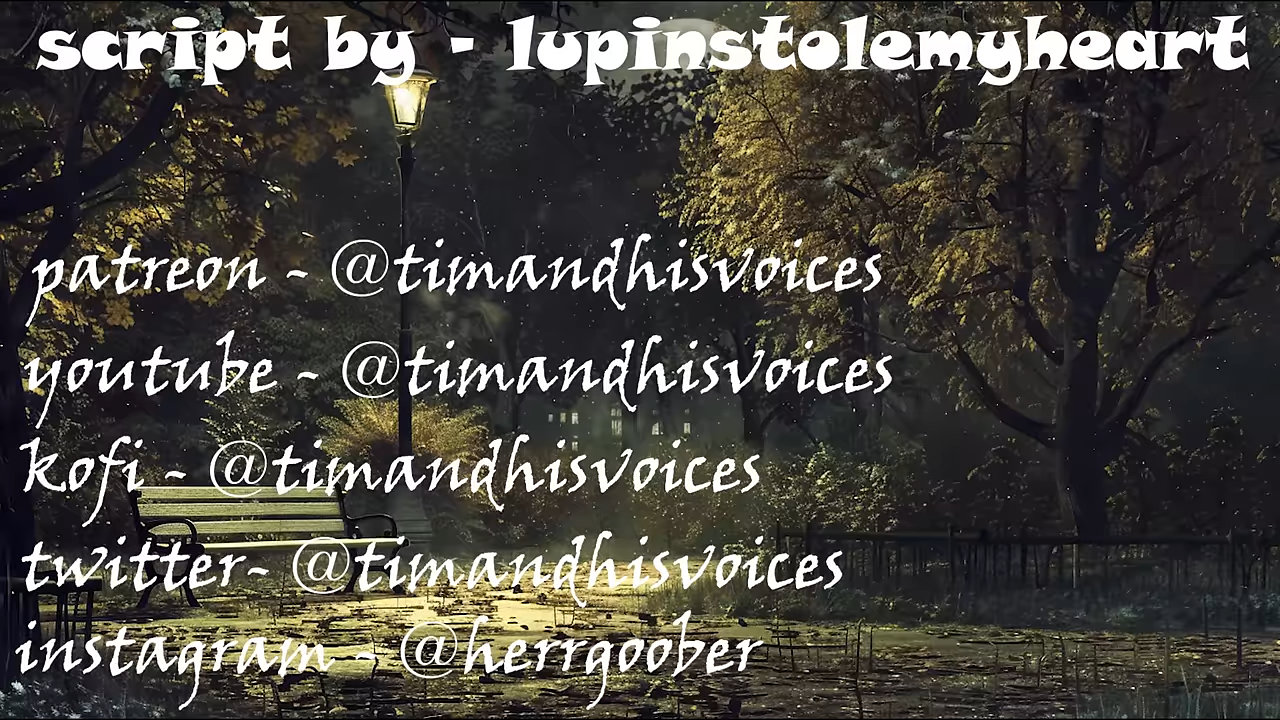 script by - lupinstolemyheart
patreon - @timandhisvoices
youtube - @timandhisvoices
kofi - @timandhisvoices
twitter- @timandhisvoices
instagram - @herrgoober